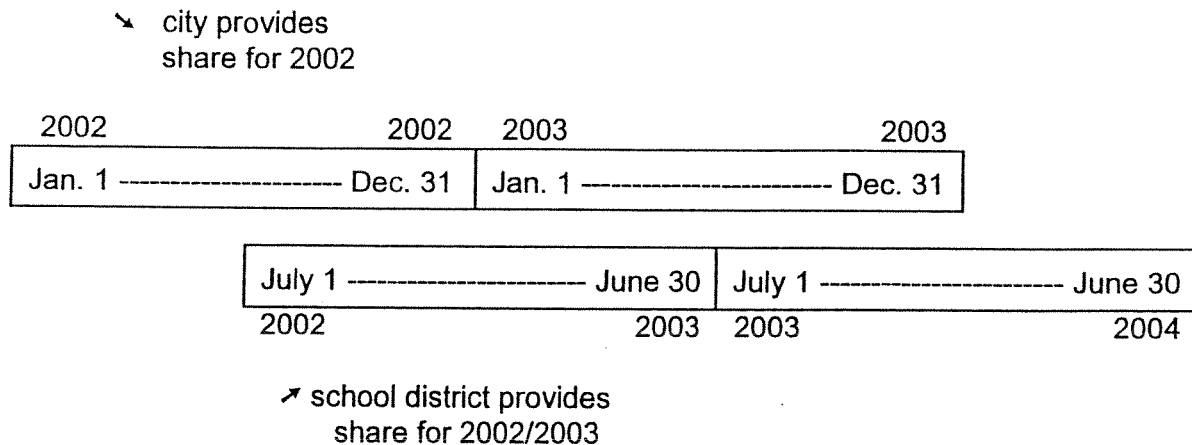 ➘ city provides
share for 2002
2002 2002 2003 2003
Jan. 1 ---------------------- Dec. 31 Jan. 1 ------------------------ Dec. 31
July 1 ----------------------- June 30 July 1 ------------------------ June 30
2002 2003 2003 2004
➚ school district provides
share for 2002/2003